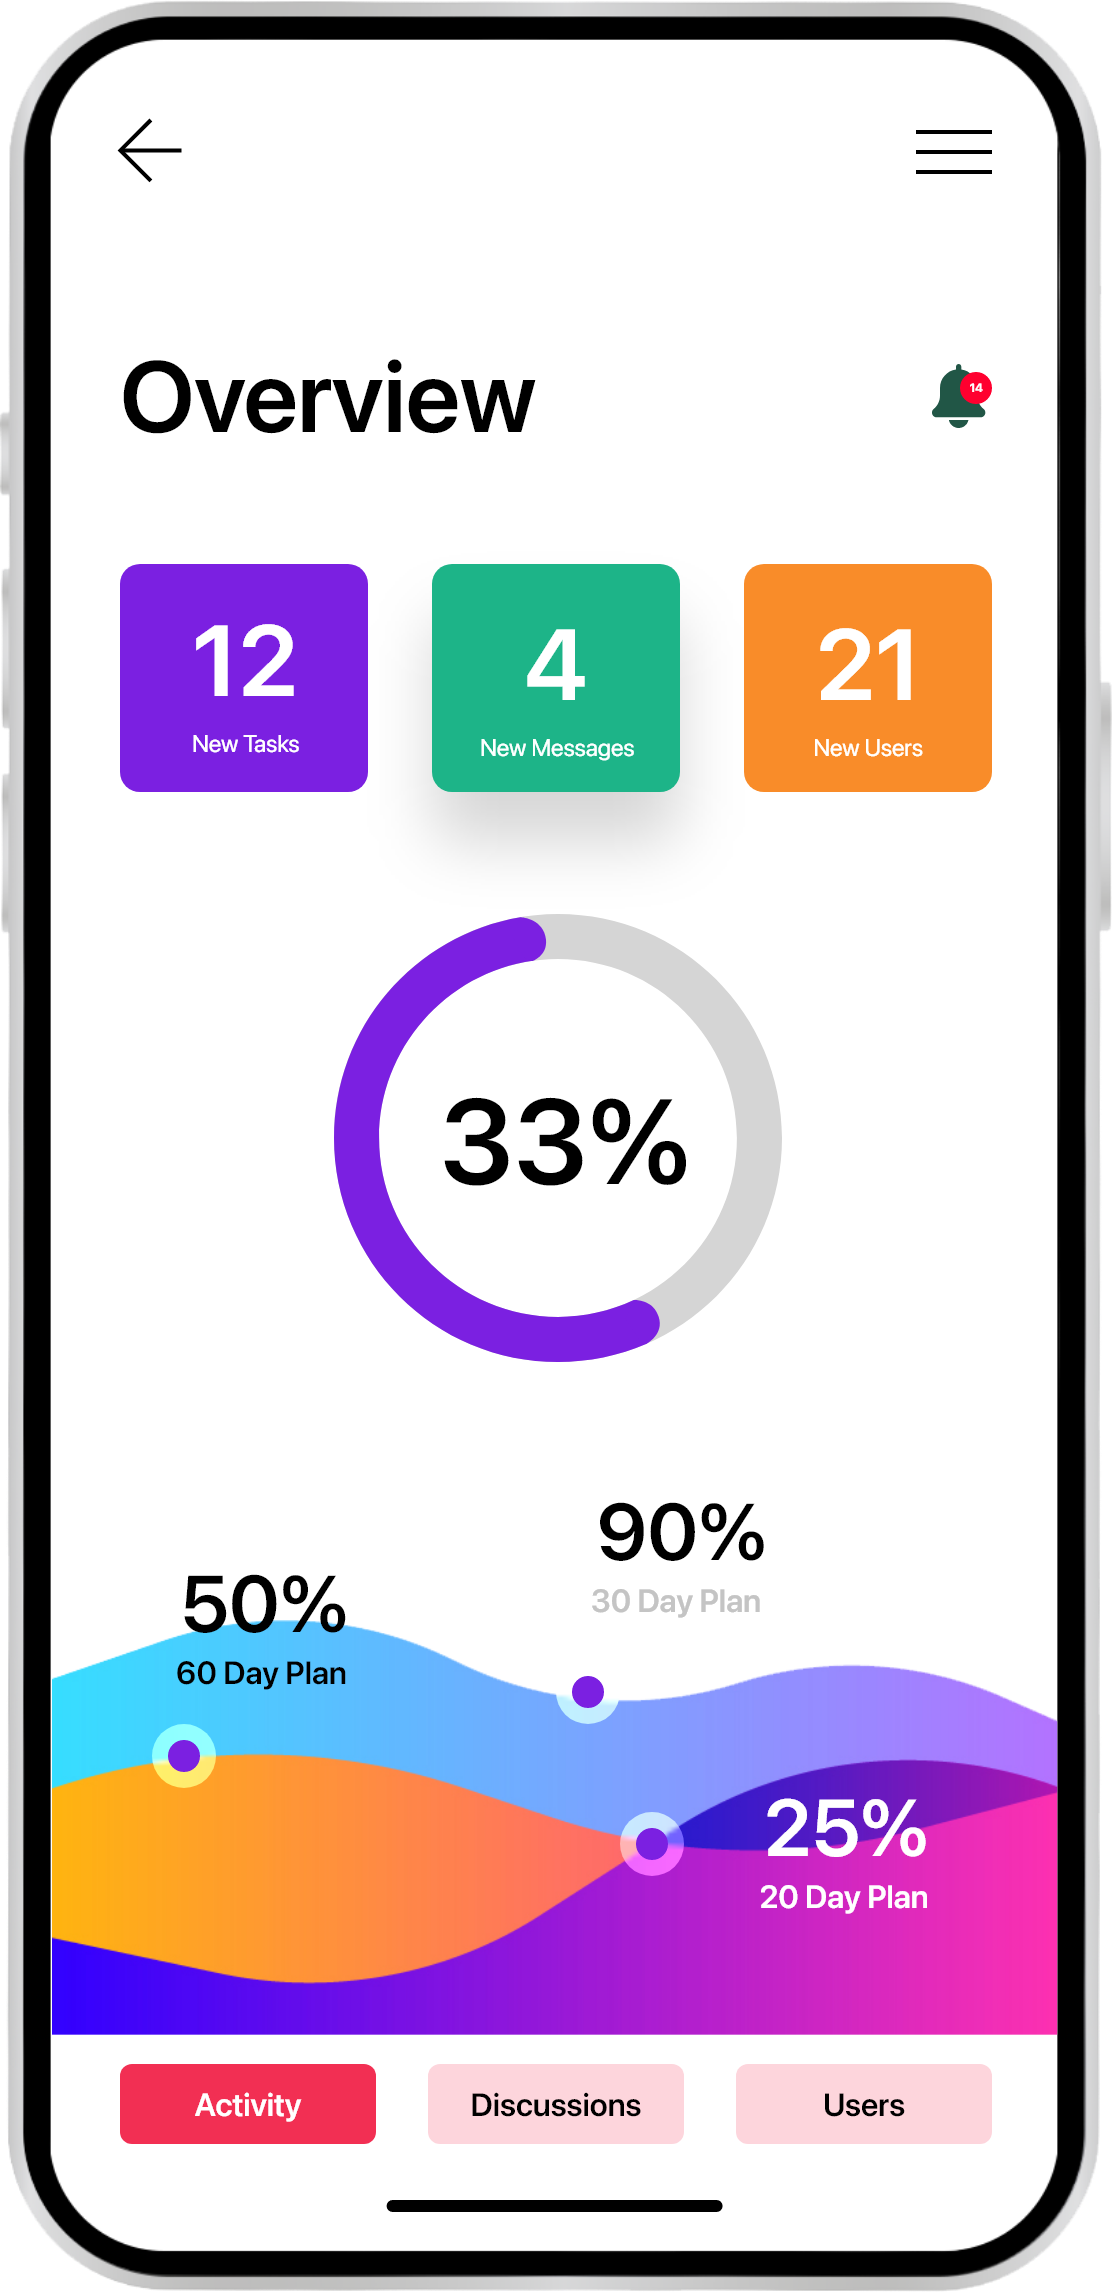 Overview
14
12
New Tasks
4
New Messages
21
New Users
33%
90%
30 Day Plan
50%
60 Day Plan
25%
20 Day Plan
Activity
Discussions
Users